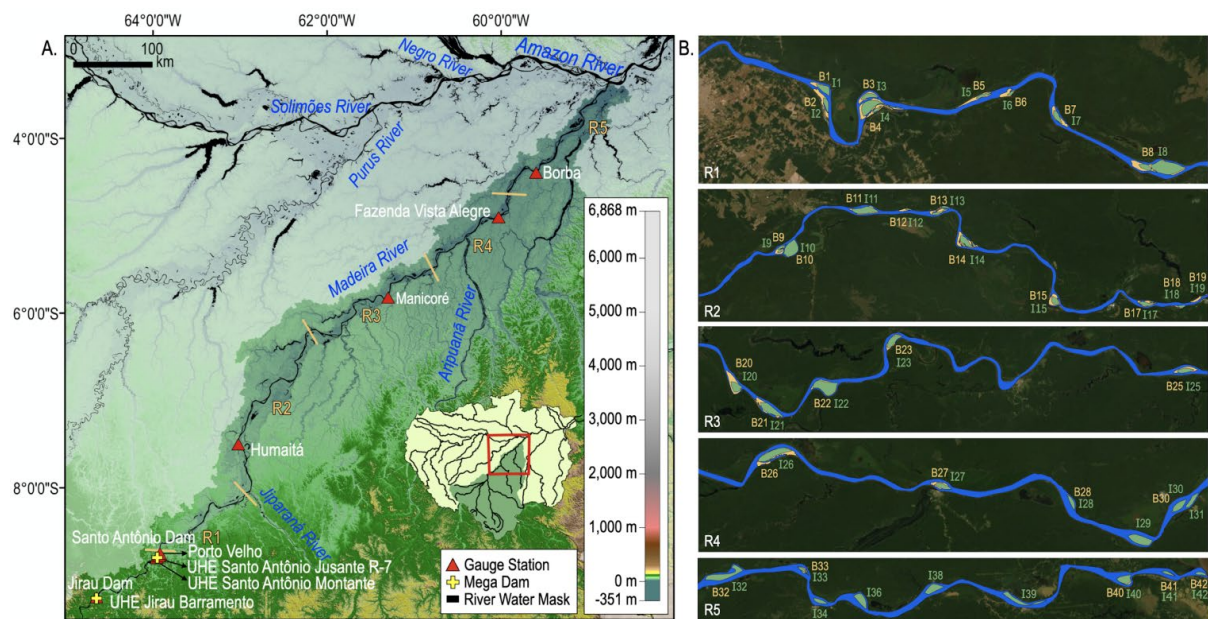 64°0'0"W
62°0'0"W
60°0'0"W
A.
0
100
km
Negro River
Amazon River
Solimões River
4°0'0"S
Purus River
R5
Borba
Fazenda Vista Alegre
R4
Madeira River
Manicoré
6°0'0"S
R3
Aripuanã River
R2
Humaitá
8°0'0"S
Jiparaná River
R1
Santo Antônio Dam
Porto Velho
UHE Santo Antônio Jusante R-7
UHE Santo Antônio Montante
Jirau Dam
UHE Jirau Barramento
6,868 m
6,000 m
5,000 m
4,000 m
3,000 m
2,000 m
1,000 m
0 m
-351 m
Gauge Station
Mega Dam
River Water Mask
B.
B1 I1
B2
I2
B3 I3
B4 I4
I5 B5
I6 B6
B7
I7
B8 I8
R1
I9 B9
I10
B10
B11 I11
B12 I12
B13 I13
B14 I14
B15
I15
B17 I17
B18
I18
B19
I19
R2
B20
I20
B21 I21
B22 I22
B23
I23
B25 I25
R3
B26 I26
B27 I27
B28
I28
I29
I30
B30
I31
R4
B32 I32
B33
I33
I34
I36
I38
I39
B40 I40
B41
I41
B42
I42
R5